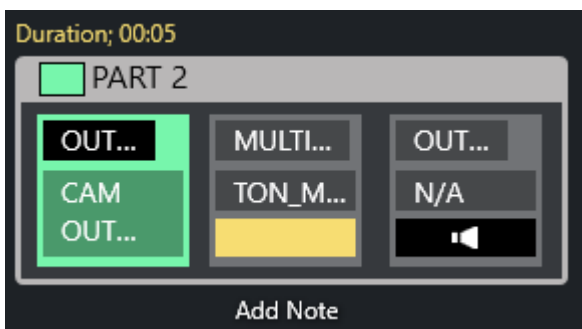 Duration; 00:05
PART 2
OUT...
CAM
OUT...
MULTI...
TON_M...
OUT...
N/A
Add Note